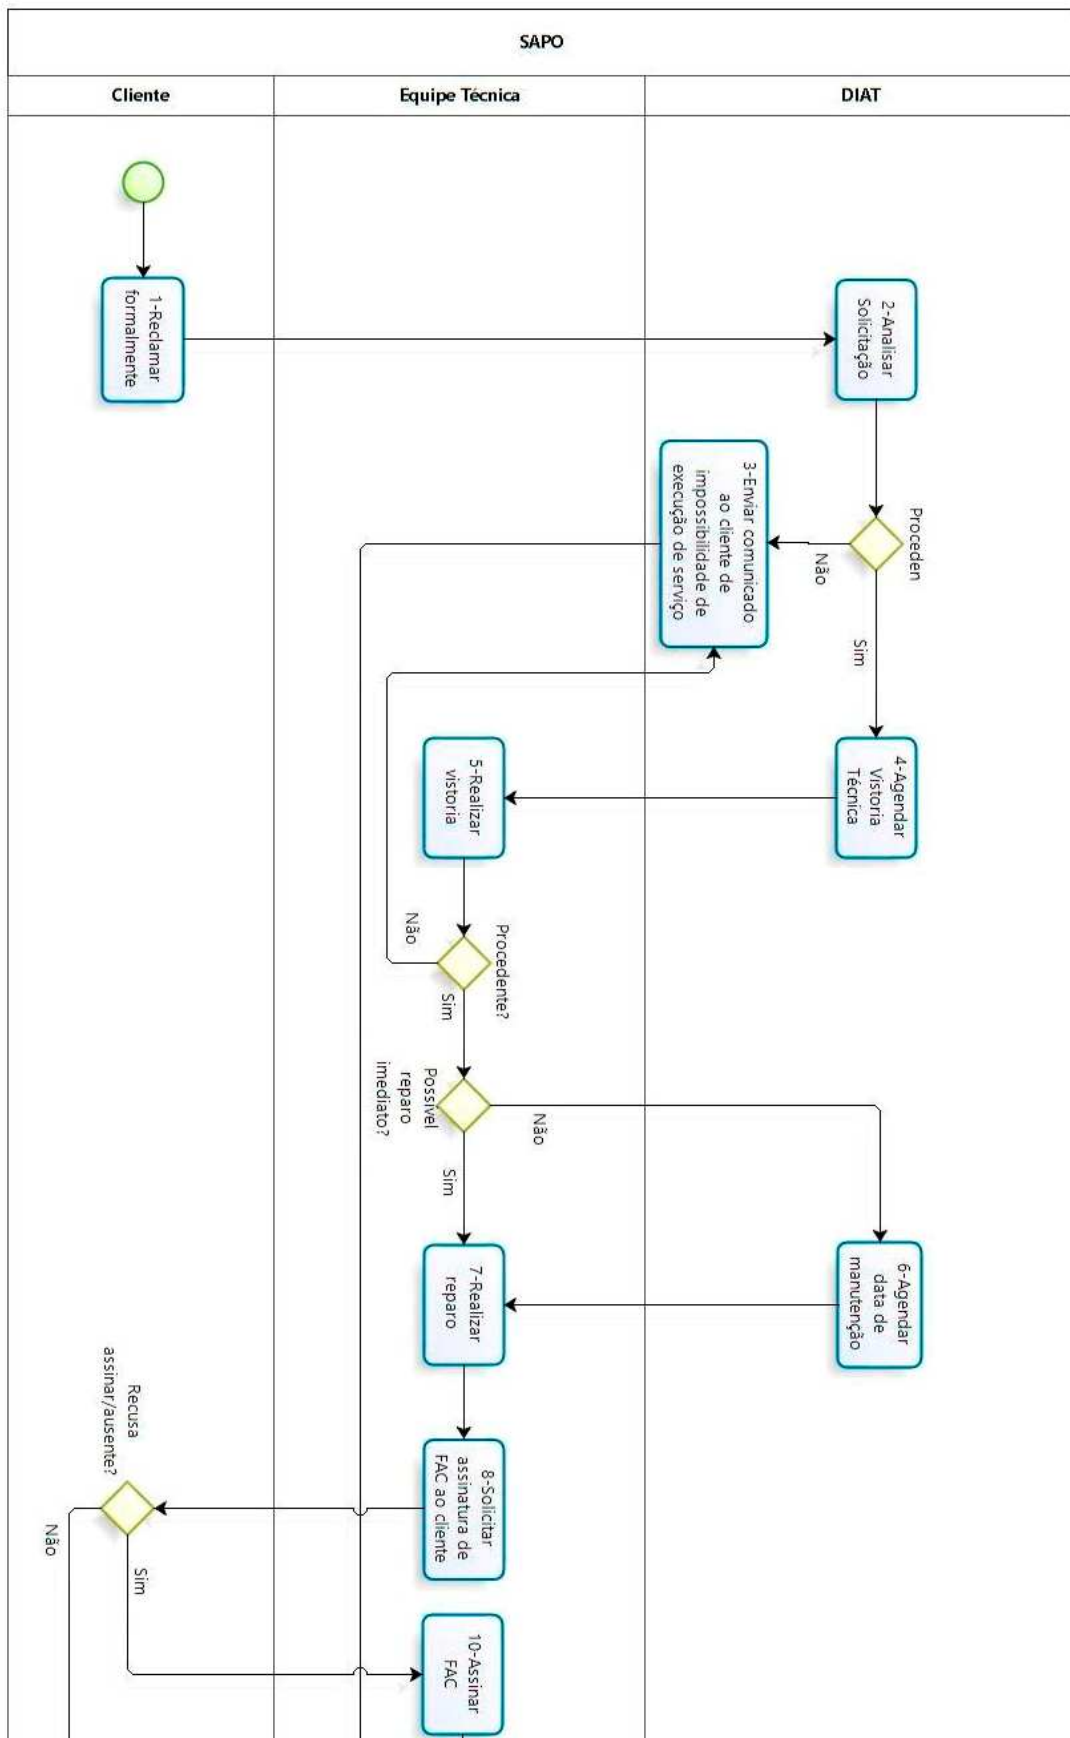 SAPO
Cliente
Equipe Técnica
DIAT
1-Reclamar
formalmente
2-Analisar
Solicitação
Proceden
Não
Sim
3-Enviar comunicado
ao cliente de
impossibilidade de
execução de serviço
4-Agendar
Vistoria
Técnica
5-Realizar
vistoria
Procedente?
Não
Sim
Possível
reparo
imediato?
Não
Sim
6-Agendar
data de
manutenção
7-Realizar
reparo
8-Solicitar
assinatura de
FAC ao cliente
Recusa
assinar/ausente?
Não
Sim
10-Assinar
FAC